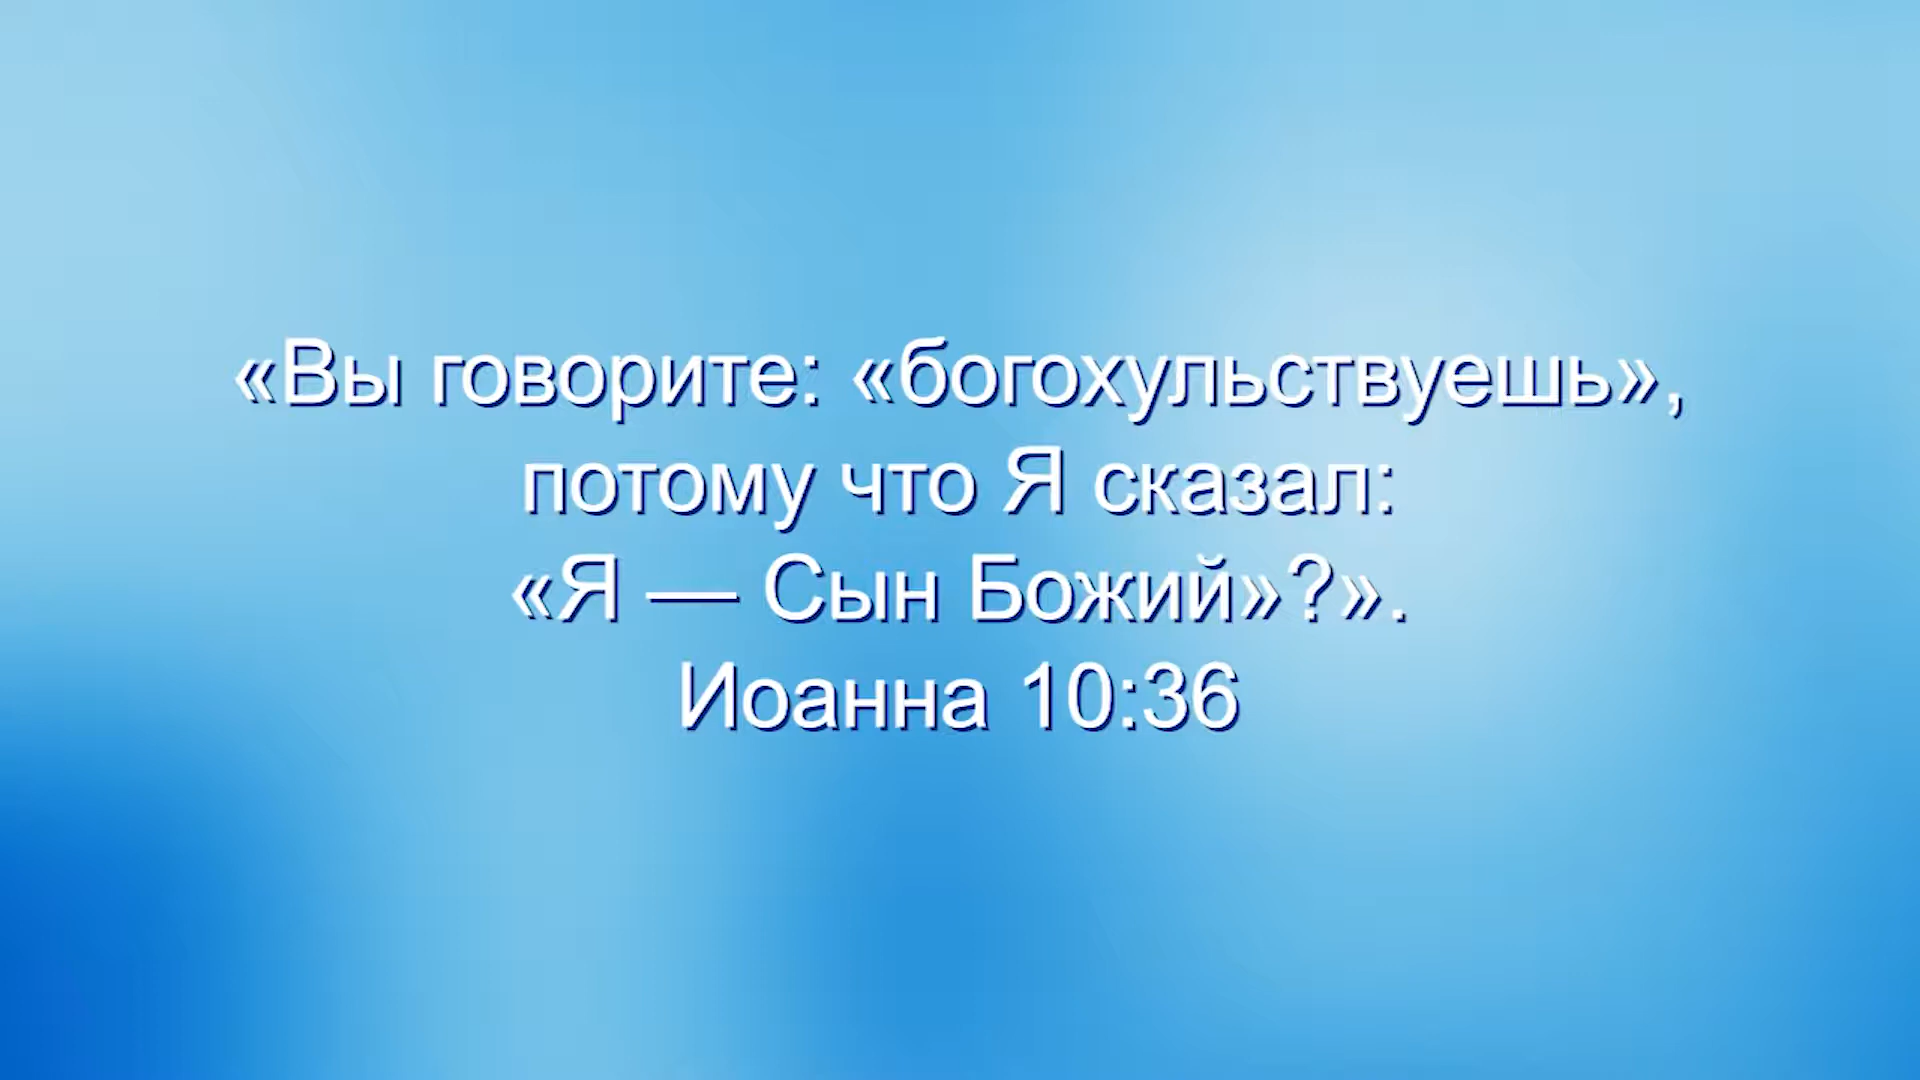 «Вы говорите: «богохульствуешь»,
потому что Я сказал:
«Я — Сын Божий»?».
Иоанна 10:36